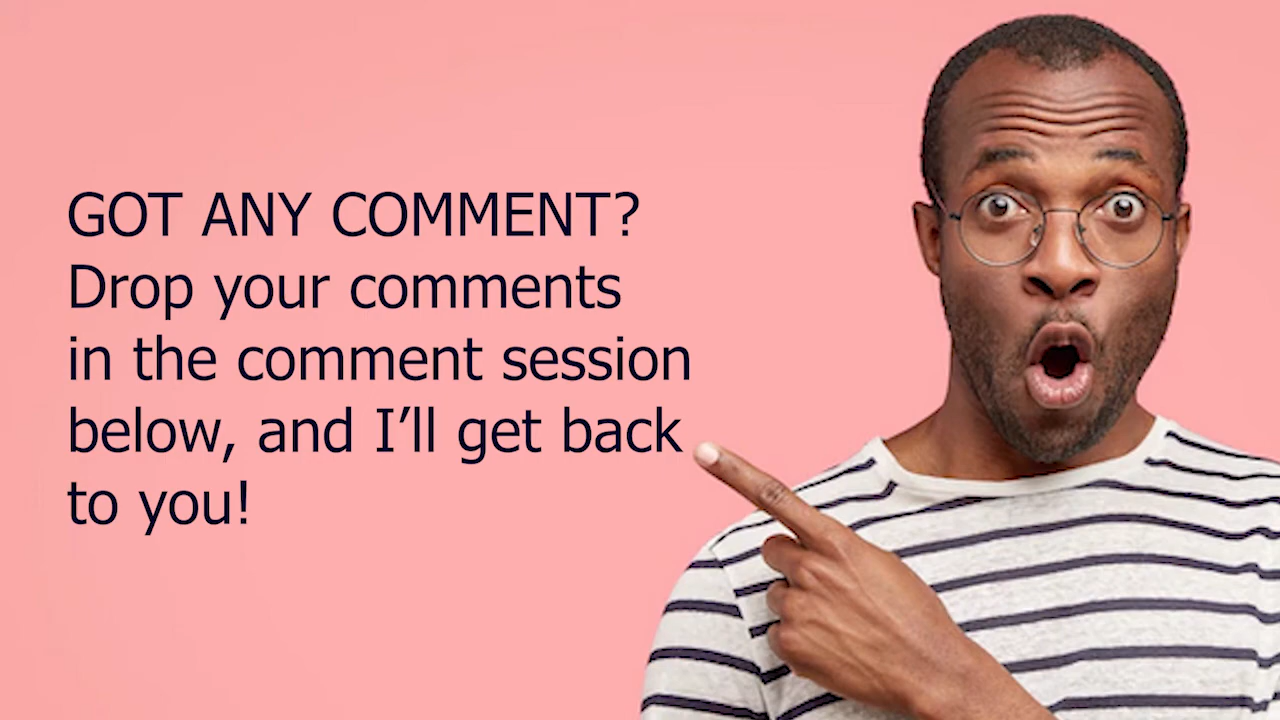 GOT ANY COMMENT?
Drop your comments
in the comment session
below, and I’ll get back
to you!